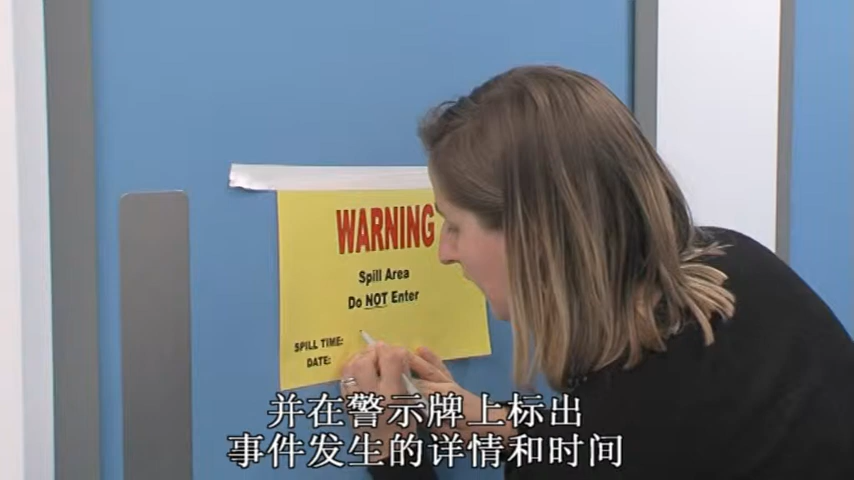 WARNING
Spill Area
Do NOT Enter
SPILL TIME:
DATE:
并在警示牌上标出
事件发生的详情和时间